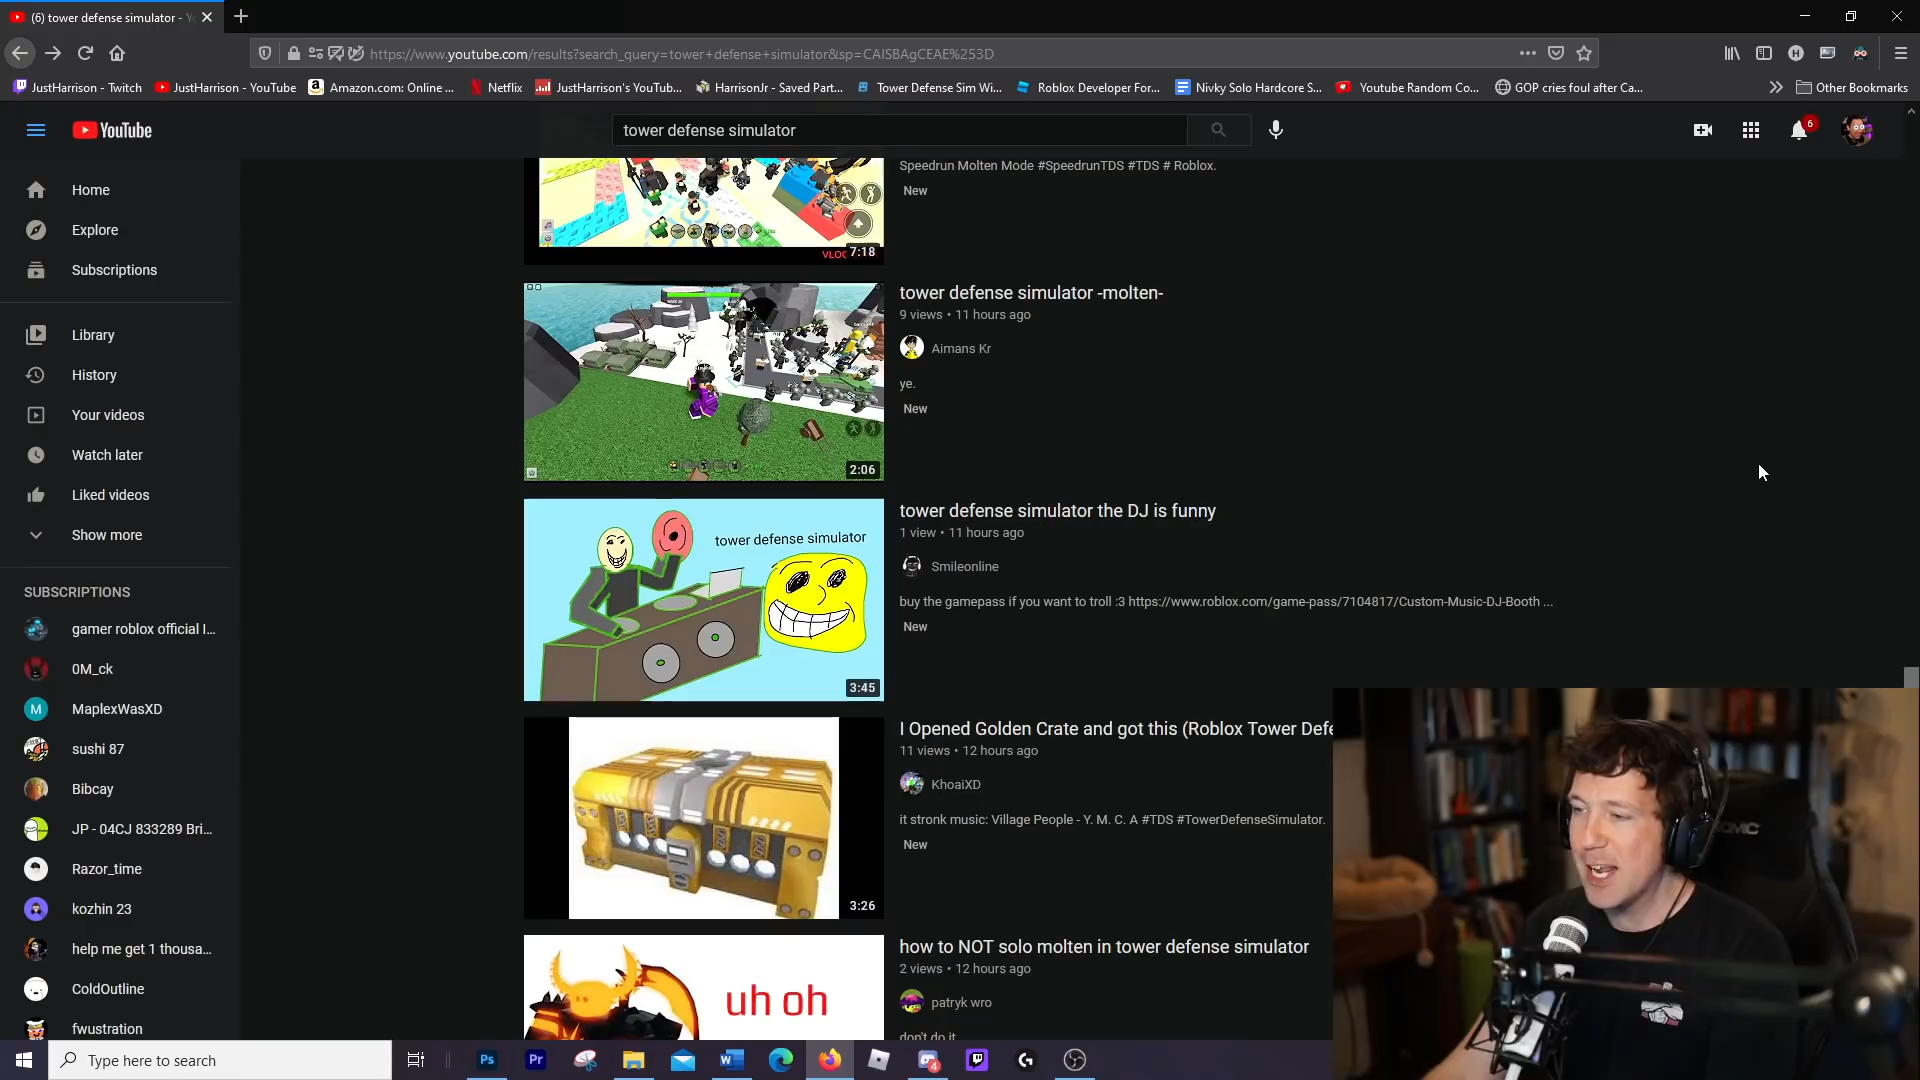 (6) tower defense simulator - Y
https://www.youtube.com/results?search_query=tower+defense+simulator&sp=CAISBAgCEAE%253D
JustHarrison - Twitch
JustHarrison - YouTube
Amazon.com: Online ...
Netflix
JustHarrison's YouTub...
HarrisonJr - Saved Part...
Tower Defense Sim Wi...
Roblox Developer For...
Nivky Solo Hardcore S...
Youtube Random Co...
GOP cries foul after Ca...
Other Bookmarks
YouTube
tower defense simulator
6
Home
Explore
Subscriptions
Library
History
Your videos
Watch later
Liked videos
Show more
SUBSCRIPTIONS
gamer roblox official I...
0M_ck
M
MaplexWasXD
sushi 87
Bibcay
JP - 04CJ 833289 Bri...
Razor_time
kozhin 23
help me get 1 thousa...
ColdOutline
fwustration
VLO
7:18
Speedrun Molten Mode #SpeedrunTDS #TDS # Roblox.
New
2:06
tower defense simulator -molten-
9 views • 11 hours ago
Aimans Kr
ye.
New
tower defense simulator
3:45
tower defense simulator the DJ is funny
1 view • 11 hours ago
Smileonline
buy the gamepass if you want to troll :3 https://www.roblox.com/game-pass/7104817/Custom-Music-DJ-Booth ...
New
3:26
I Opened Golden Crate and got this (Roblox Tower Defe
11 views • 12 hours ago
KhoaiXD
it stronk music: Village People - Y. M. C. A #TDS #TowerDefenseSimulator.
New
uh oh
how to NOT solo molten in tower defense simulator
2 views • 12 hours ago
patryk wro
don't do it
Type here to search
Ps
Pr
W
4